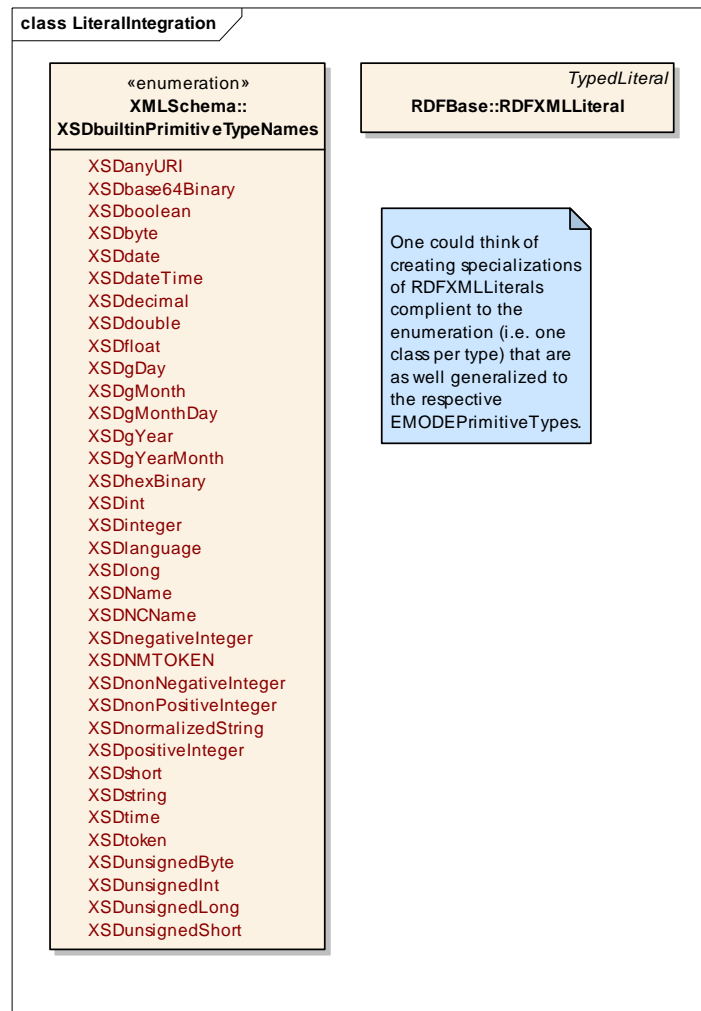 class LiteralIntegration
«enumeration»
XMLSchema::
XSDbuiltinPrimitiveTypeNames
XSDanyURI
XSDbase64Binary
XSDboolean
XSDbyte
XSDdate
XSDdateTime
XSDdecimal
XSDdouble
XSDfloat
XSDgDay
XSDgMonth
XSDgMonthDay
XSDgYear
XSDgYearMonth
XSDhexBinary
XSDint
XSDinteger
XSDlanguage
XSDlong
XSDName
XSDNCName
XSDnegativeInteger
XSDNMTOKEN
XSDnonNegativeInteger
XSDnonPositiveInteger
XSDnormalizedString
XSDpositiveInteger
XSDshort
XSDstring
XSDtime
XSDtoken
XSDunsignedByte
XSDunsignedInt
XSDunsignedLong
XSDunsignedShort
TypedLiteral
RDFBase::RDFXMLLiteral
One could think of
creating specializations
of RDFXMLLiterals
complient to the
enumeration (i.e. one
class per type) that are
as well generalized to
the respective
EMODEPrimitiveTypes.